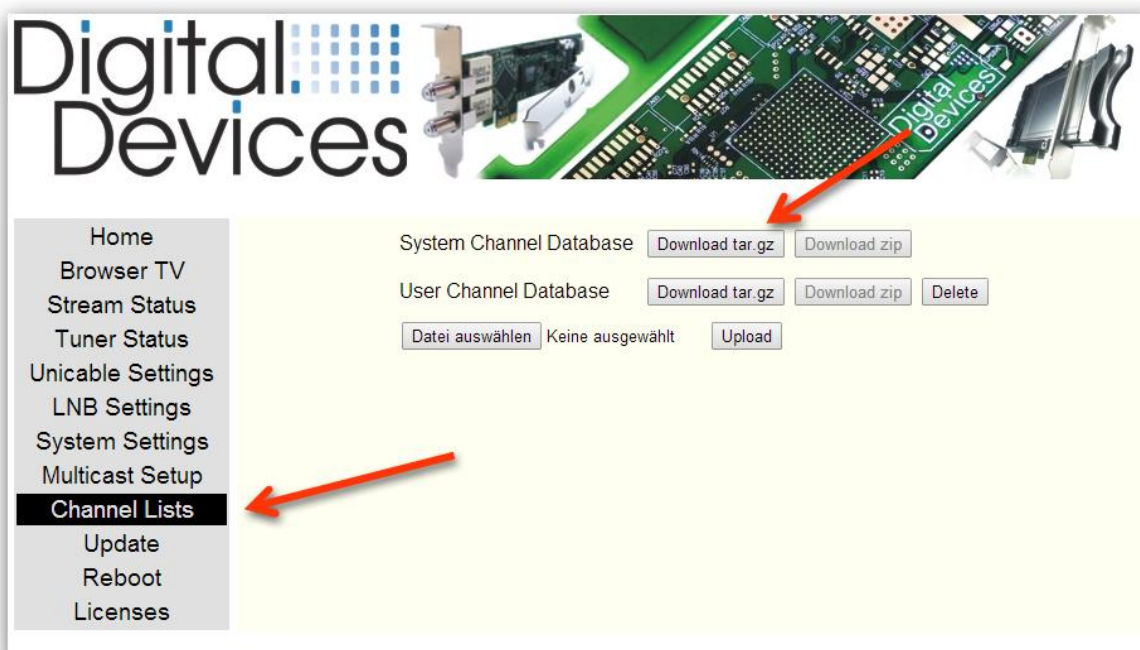 Digital
Devices
Digital
Devices
Home
Browser TV
Stream Status
Tuner Status
Unicable Settings
LNB Settings
System Settings
Multicast Setup
Channel Lists
Update
Reboot
Licenses
System Channel Database Download tar.gz Download zip
User Channel Database Download tar.gz Download zip Delete
Datei auswählen Keine ausgewählt Upload